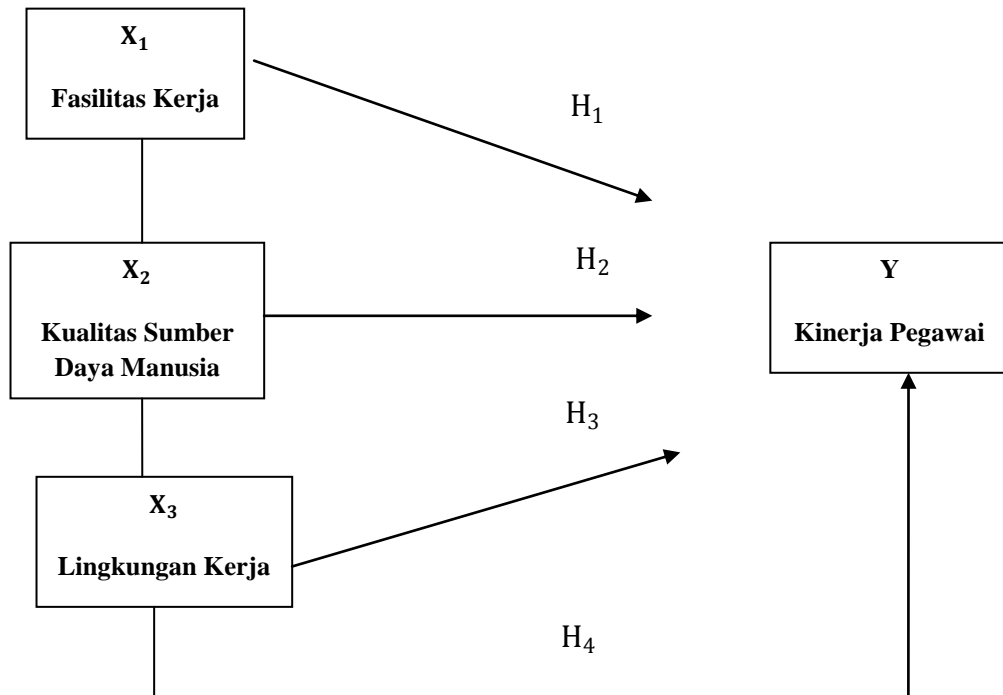 X₁
Fasilitas Kerja
H₁
X₂
Kualitas Sumber
Daya Manusia
H₂
Y
Kinerja Pegawai
H₃
X₃
Lingkungan Kerja
H₄